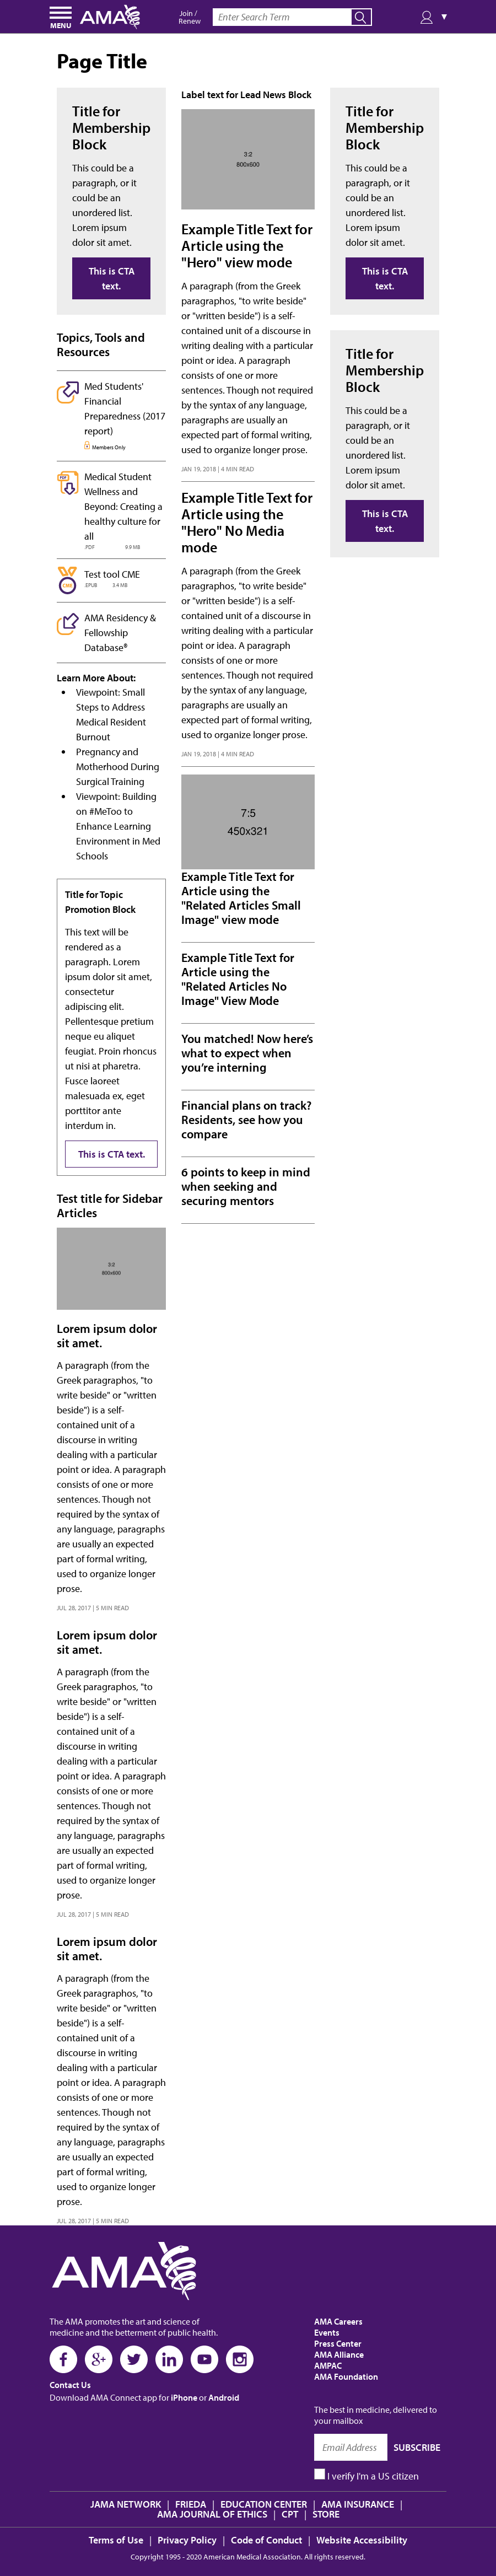 MENU
AMA
Join /
Renew
Enter Search Term
▼
Page Title
Title for
Membership
Block
This could be a
paragraph, or it
could be an
unordered list.
Lorem ipsum
dolor sit amet.
This is CTA
text.
Topics, Tools and
Resources
Med Students'
Financial
Preparedness (2017
report)
Members Only
PDF
Medical Student
Wellness and
Beyond: Creating a
healthy culture for
all
PDF 9.9 MB
CME
Test tool CME
EPUB 3.4 MB
AMA Residency &
Fellowship
Database®
Learn More About:
• Viewpoint: Small
Steps to Address
Medical Resident
Burnout
• Pregnancy and
Motherhood During
Surgical Training
• Viewpoint: Building
on #MeToo to
Enhance Learning
Environment in Med
Schools
Title for Topic
Promotion Block
This text will be
rendered as a
paragraph. Lorem
ipsum dolor sit amet,
consectetur
adipiscing elit.
Pellentesque pretium
neque eu aliquet
feugiat. Proin rhoncus
ut nisi at pharetra.
Fusce laoreet
malesuada ex, eget
porttitor ante
interdum in.
This is CTA text.
Test title for Sidebar
Articles
3:2
800x600
Lorem ipsum dolor
sit amet.
A paragraph (from the
Greek paragraphos, "to
write beside" or "written
beside") is a self-
contained unit of a
discourse in writing
dealing with a particular
point or idea. A paragraph
consists of one or more
sentences. Though not
required by the syntax of
any language, paragraphs
are usually an expected
part of formal writing,
used to organize longer
prose.
JUL 28, 2017 | 5 MIN READ
Lorem ipsum dolor
sit amet.
A paragraph (from the
Greek paragraphos, "to
write beside" or "written
beside") is a self-
contained unit of a
discourse in writing
dealing with a particular
point or idea. A paragraph
consists of one or more
sentences. Though not
required by the syntax of
any language, paragraphs
are usually an expected
part of formal writing,
used to organize longer
prose.
JUL 28, 2017 | 5 MIN READ
Lorem ipsum dolor
sit amet.
A paragraph (from the
Greek paragraphos, "to
write beside" or "written
beside") is a self-
contained unit of a
discourse in writing
dealing with a particular
point or idea. A paragraph
consists of one or more
sentences. Though not
required by the syntax of
any language, paragraphs
are usually an expected
part of formal writing,
used to organize longer
prose.
JUL 28, 2017 | 5 MIN READ
Label text for Lead News Block
3:2
800x600
Example Title Text for
Article using the
"Hero" view mode
A paragraph (from the Greek
paragraphos, "to write beside"
or "written beside") is a self-
contained unit of a discourse in
writing dealing with a particular
point or idea. A paragraph
consists of one or more
sentences. Though not required
by the syntax of any language,
paragraphs are usually an
expected part of formal writing,
used to organize longer prose.
JAN 19, 2018 | 4 MIN READ
Example Title Text for
Article using the
"Hero" No Media
mode
A paragraph (from the Greek
paragraphos, "to write beside"
or "written beside") is a self-
contained unit of a discourse in
writing dealing with a particular
point or idea. A paragraph
consists of one or more
sentences. Though not required
by the syntax of any language,
paragraphs are usually an
expected part of formal writing,
used to organize longer prose.
JAN 19, 2018 | 4 MIN READ
7:5
450x321
Example Title Text for
Article using the
"Related Articles Small
Image" view mode
Example Title Text for
Article using the
"Related Articles No
Image" View Mode
You matched! Now here’s
what to expect when
you’re interning
Financial plans on track?
Residents, see how you
compare
6 points to keep in mind
when seeking and
securing mentors
Title for
Membership
Block
This could be a
paragraph, or it
could be an
unordered list.
Lorem ipsum
dolor sit amet.
This is CTA
text.
Title for
Membership
Block
This could be a
paragraph, or it
could be an
unordered list.
Lorem ipsum
dolor sit amet.
This is CTA
text.
AMA
The AMA promotes the art and science of
medicine and the betterment of public health.
f g+ in
Contact Us
Download AMA Connect app for iPhone or Android
AMA Careers
Events
Press Center
AMA Alliance
AMPAC
AMA Foundation
The best in medicine, delivered to
your mailbox
Email Address SUBSCRIBE
I verify I'm a US citizen
JAMA NETWORK | FRIEDA | EDUCATION CENTER | AMA INSURANCE |
AMA JOURNAL OF ETHICS | CPT | STORE
Terms of Use | Privacy Policy | Code of Conduct | Website Accessibility
Copyright 1995 - 2020 American Medical Association. All rights reserved.